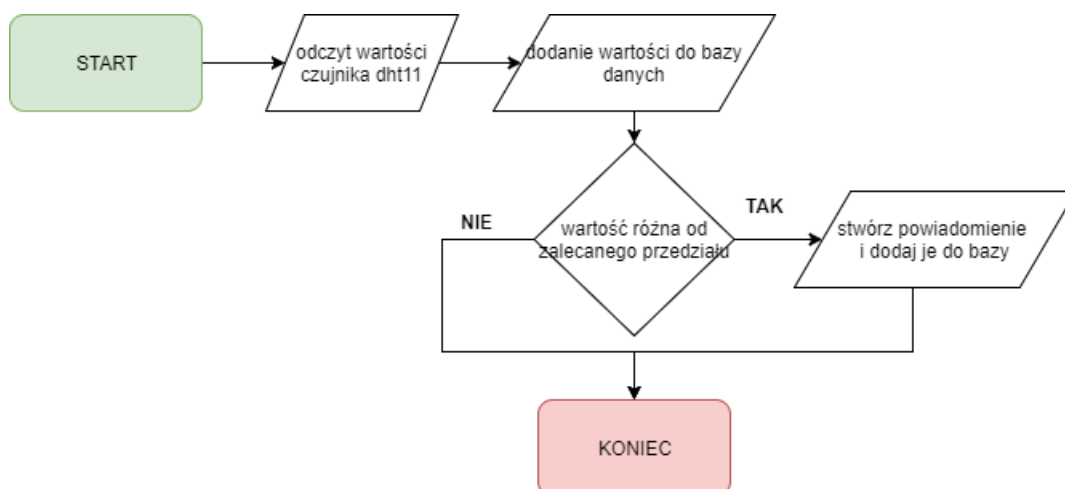 START
odczyt wartości
czujnika dht11
dodanie wartości do bazy
danych
NIE
wartość różna od
zalecanego przedziału
TAK
stwórz powiadomienie
i dodaj je do bazy
KONIEC